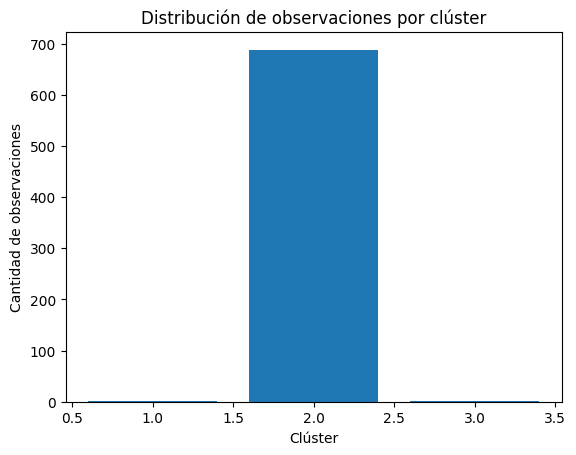 Distribución de observaciones por clúster
Cantidad de observaciones
700
600
500
400
300
200
100
0
0.5 1.0 1.5 2.0 2.5 3.0 3.5
Clúster